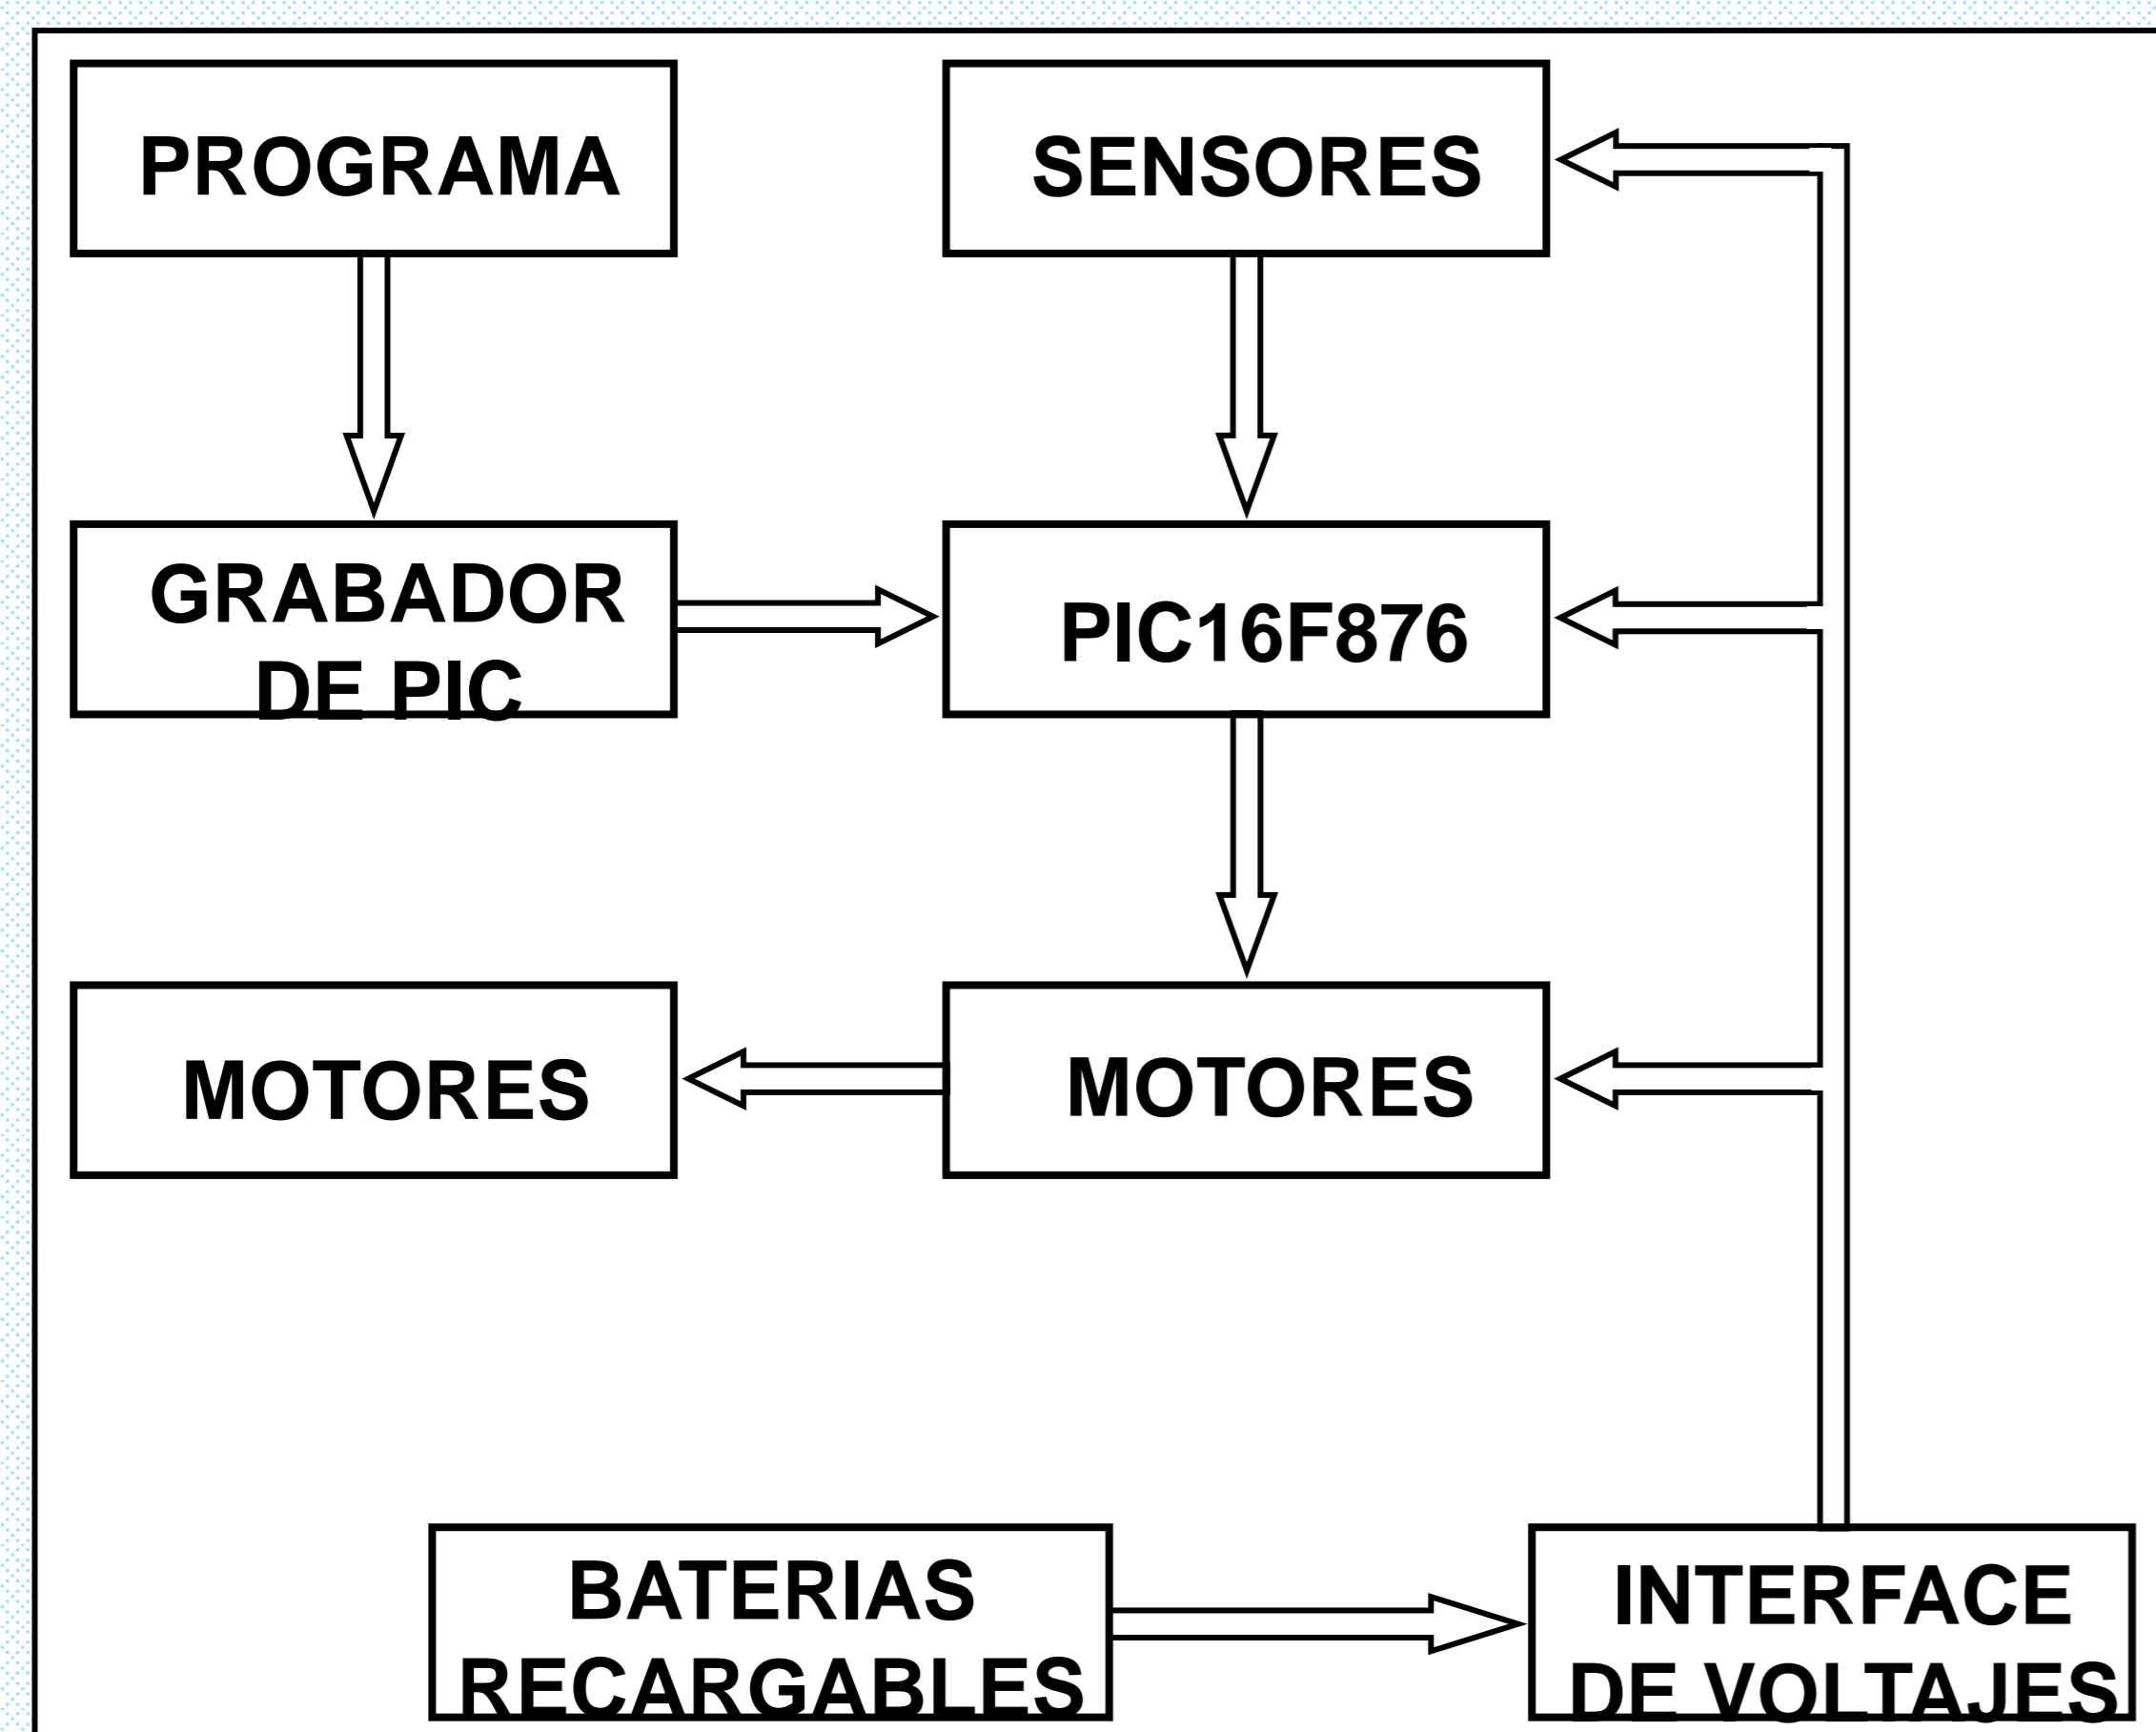 PROGRAMA
SENSORES
GRABADOR
DE PIC
PIC16F876
MOTORES
MOTORES
BATERIAS
RECARGABLES
INTERFACE
DE VOLTAJES